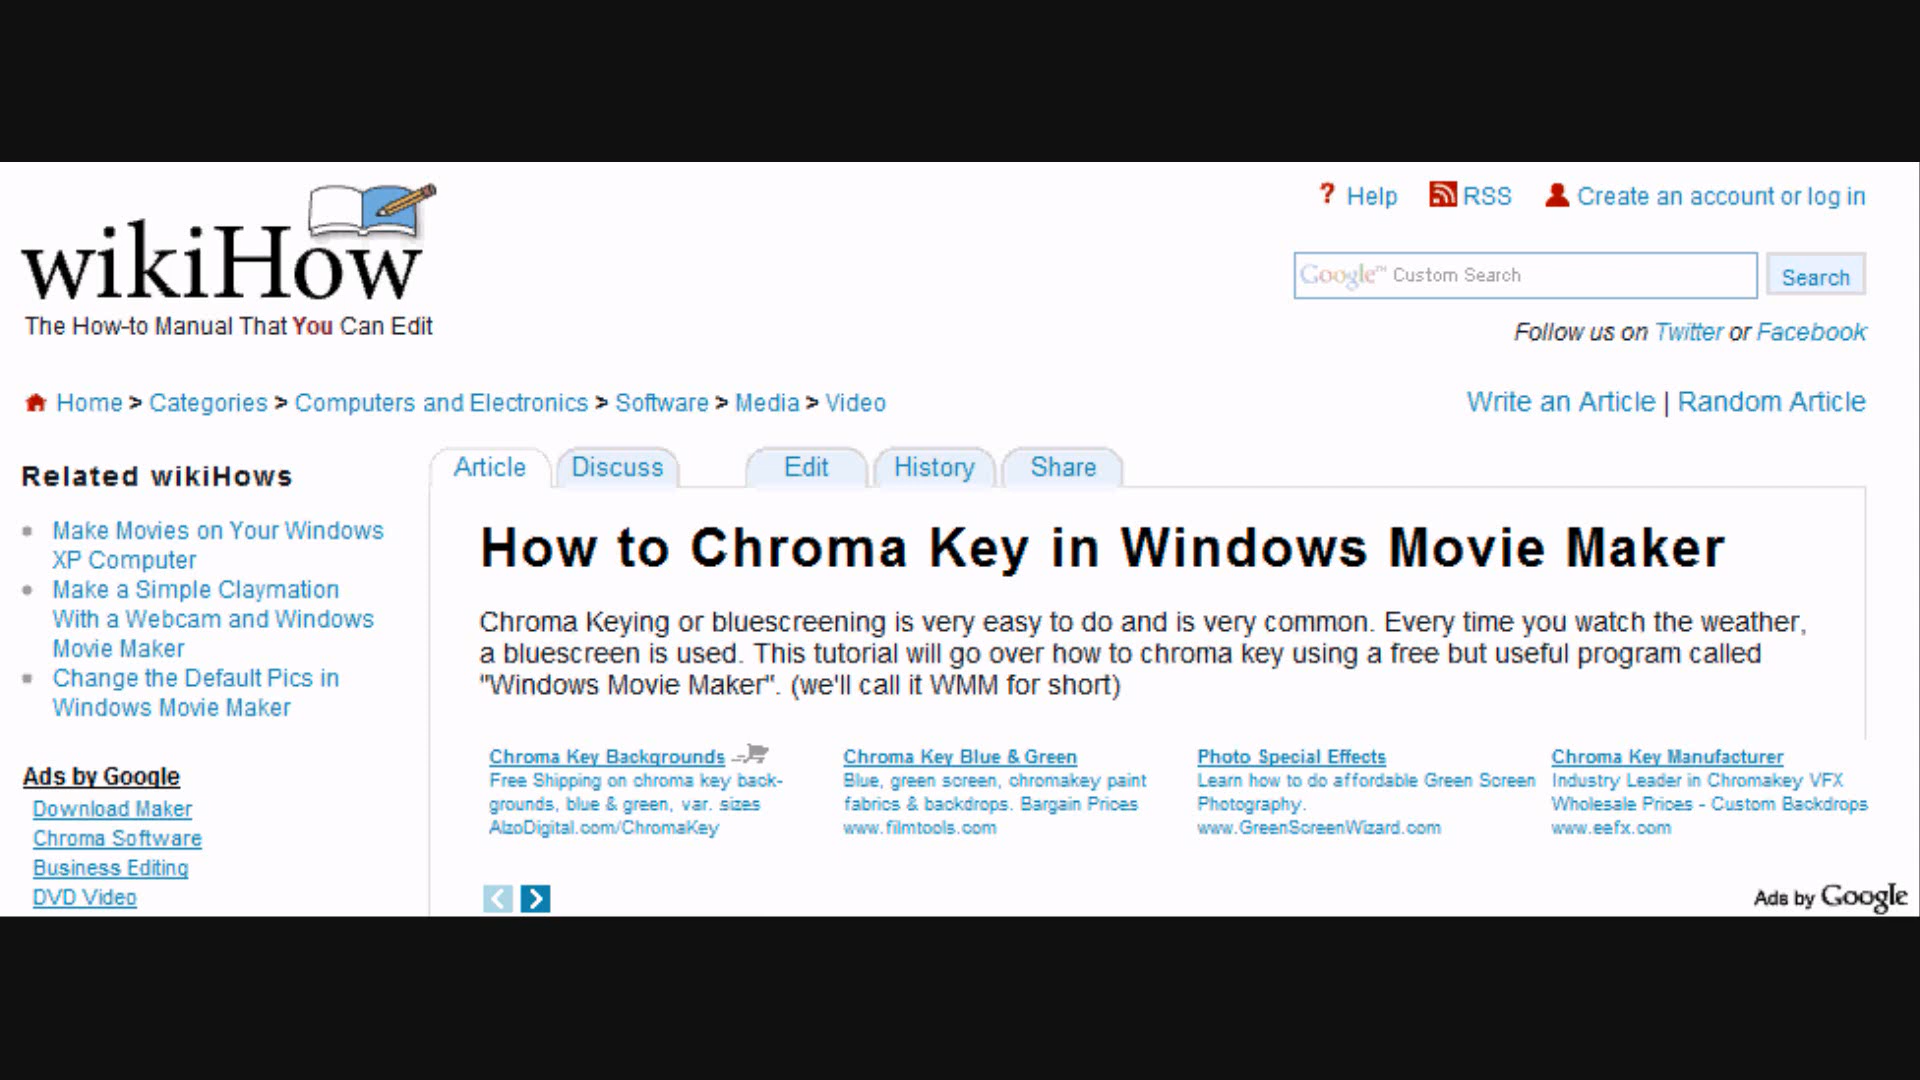 ? Help RSS Create an account or log in
wikiHow
The How-to Manual That You Can Edit
Google™ Custom Search Search
Follow us on Twitter or Facebook
Home > Categories > Computers and Electronics > Software > Media > Video
Write an Article | Random Article
Related wikiHows
Make Movies on Your Windows
XP Computer
Make a Simple Claymation
With a Webcam and Windows
Movie Maker
Change the Default Pics in
Windows Movie Maker
Ads by Google
Download Maker
Chroma Software
Business Editing
DVD Video
Article Discuss Edit History Share
How to Chroma Key in Windows Movie Maker
Chroma Keying or bluescreening is very easy to do and is very common. Every time you watch the weather,
a bluescreen is used. This tutorial will go over how to chroma key using a free but useful program called
"Windows Movie Maker". (we'll call it WMM for short)
Chroma Key Backgrounds
Free Shipping on chroma key back-
grounds, blue & green, var. sizes
AlzoDigital.com/ChromaKey
Chroma Key Blue & Green
Blue, green screen, chromakey paint
fabrics & backdrops. Bargain Prices
www.filmtools.com
Photo Special Effects
Learn how to do affordable Green Screen
Photography.
www.GreenScreenWizard.com
Chroma Key Manufacturer
Industry Leader in Chromakey VFX
Wholesale Prices - Custom Backdrops
www.eefx.com
Ads by Google